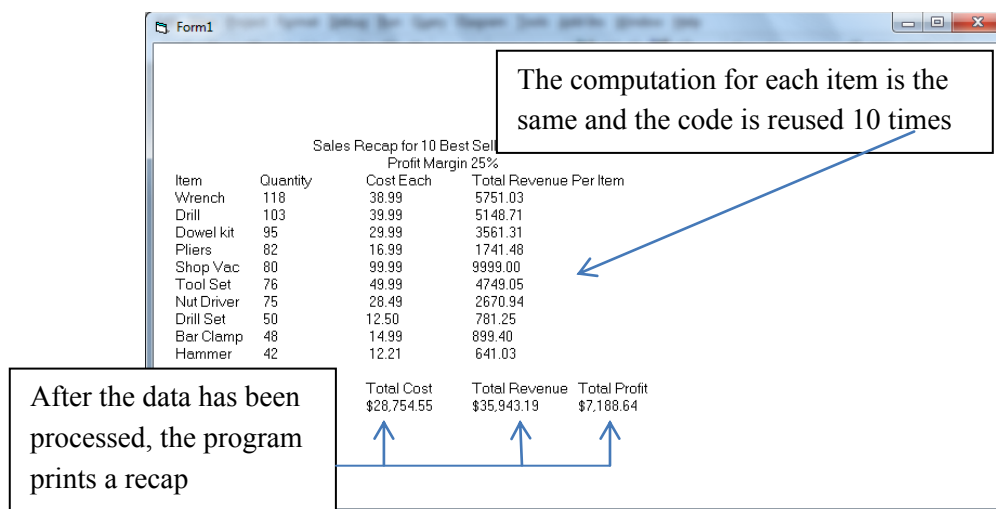 Form1
The computation for each item is the
same and the code is reused 10 times
Sales Recap for 10 Best Sell
Profit Margin 25%
Item Quantity Cost Each Total Revenue Per Item
Wrench 118 38.99 5751.03
Drill 103 39.99 5148.71
Dowel kit 95 29.99 3561.31
Pliers 82 16.99 1741.48
Shop Vac 80 99.99 9999.00
Tool Set 76 49.99 4749.05
Nut Driver 75 28.49 2670.94
Drill Set 50 12.50 781.25
Bar Clamp 48 14.99 899.40
Hammer 42 12.21 641.03
Total Cost Total Revenue Total Profit
$28,754.55 $35,943.19 $7,188.64
After the data has been
processed, the program
prints a recap